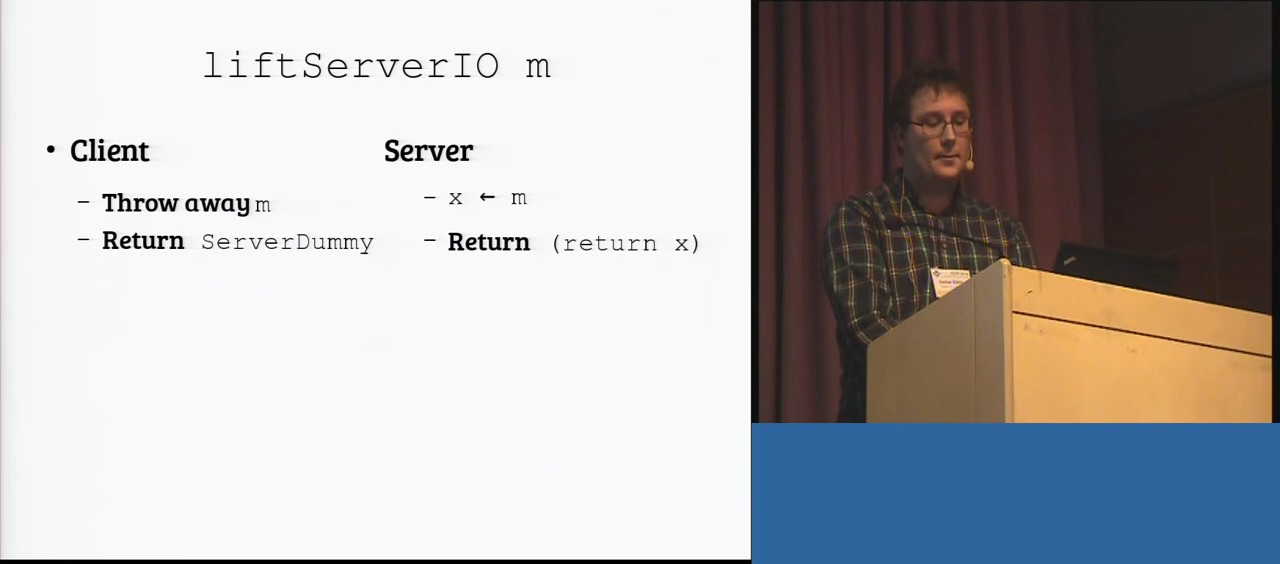 liftServerIO m
• Client
– Throw away m
– Return ServerDummy
Server
– x ← m
– Return (return x)